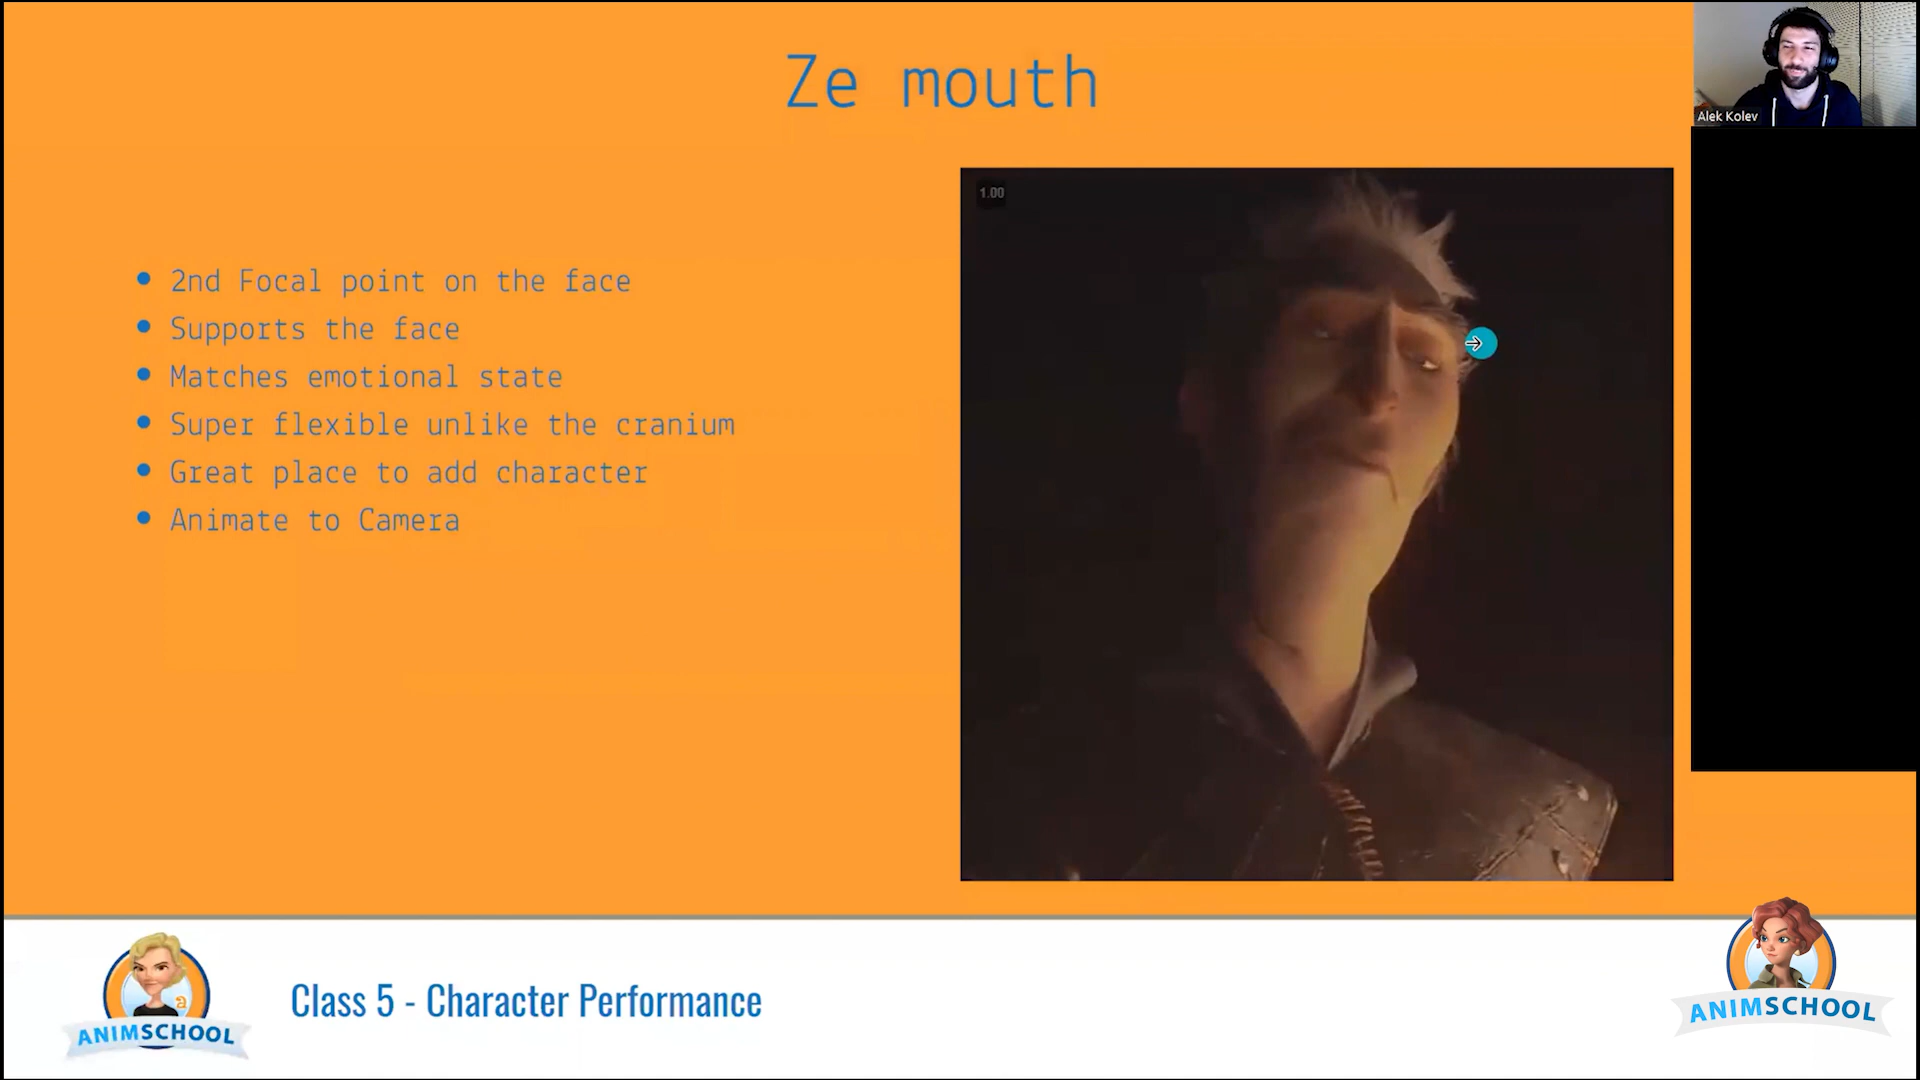 Ze mouth
Alek Kolev
1.00
2nd Focal point on the face
Supports the face
Matches emotional state
Super flexible unlike the cranium
Great place to add character
Animate to Camera
a
ANIMSCHOOL
Class 5 - Character Performance
ANIMSCHOOL